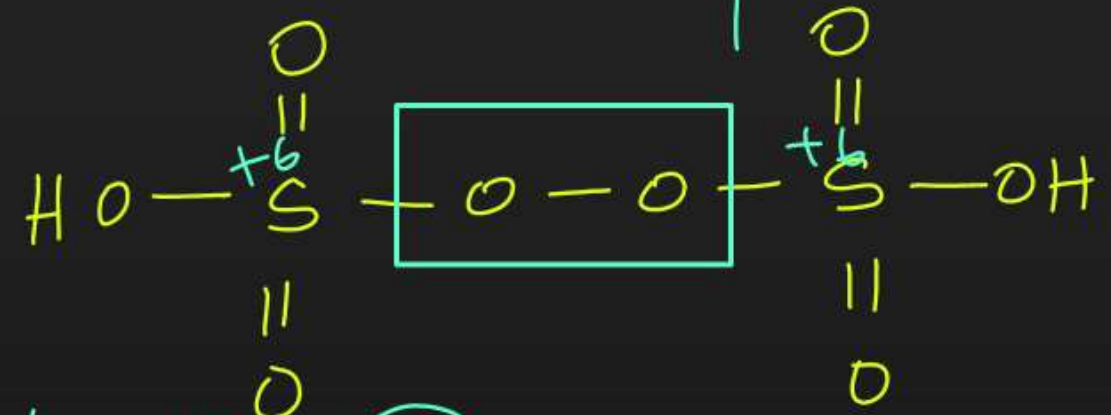 O O
|| ||
+6 +6
HO — S — O — O — S — OH
|| ||
O O